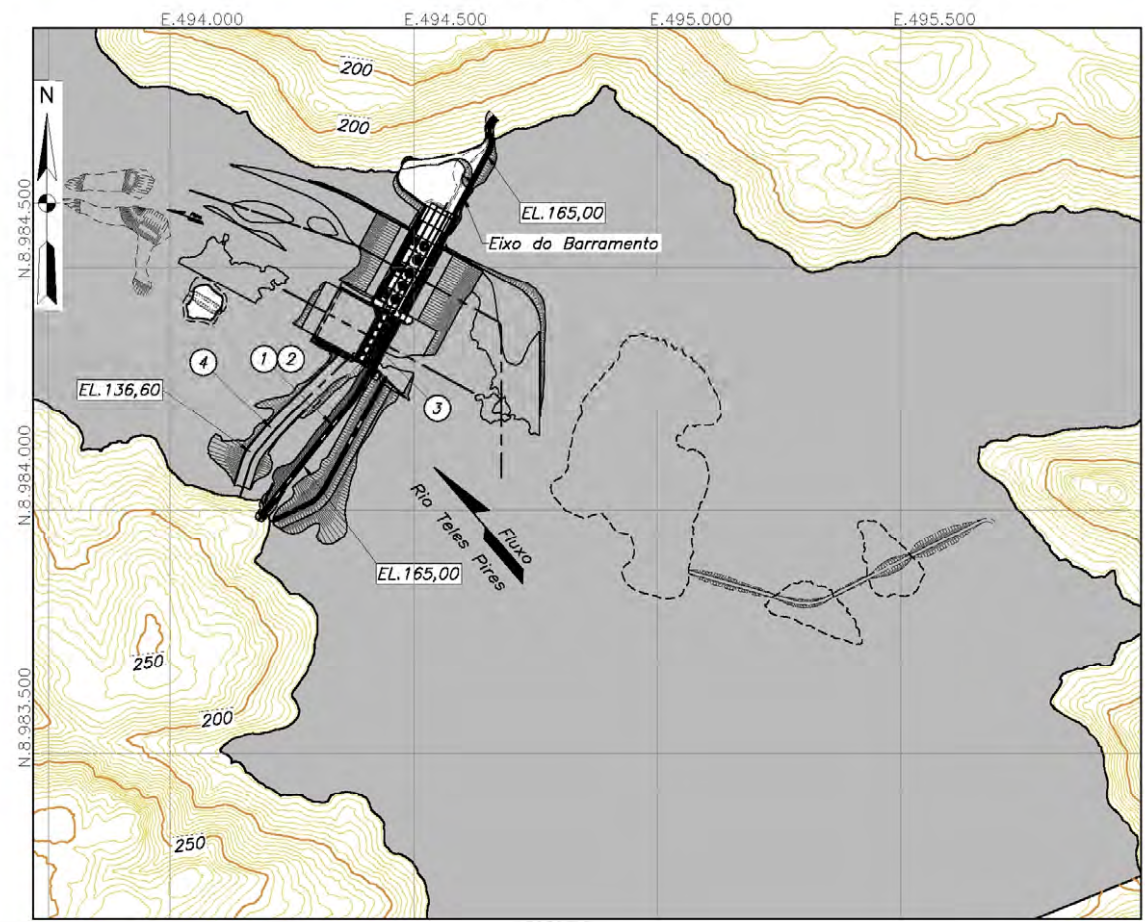 E.494.000
E.494.500
E.495.000
E.495.500
200
N
200
N.8.984.500
EL.165,00
Eixo do Barramento
4
1
2
EL.136,60
3
N.8.984.000
Fluxo
Rio Teles Pires
EL.165,00
250
N.8.983.500
200
250